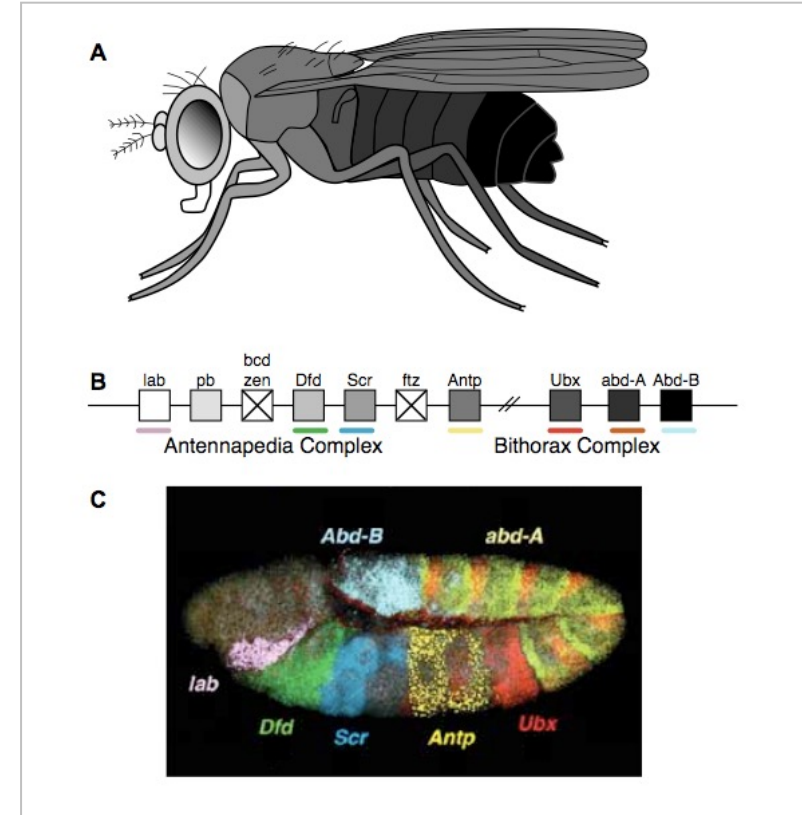 A
B
bcd
lab pb zen Dfd Scr ftz Antp Ubx abd-A Abd-B
Antennapedia Complex Bithorax Complex
C
Abd-B abd-A
lab
Dfd Scr Antp Ubx